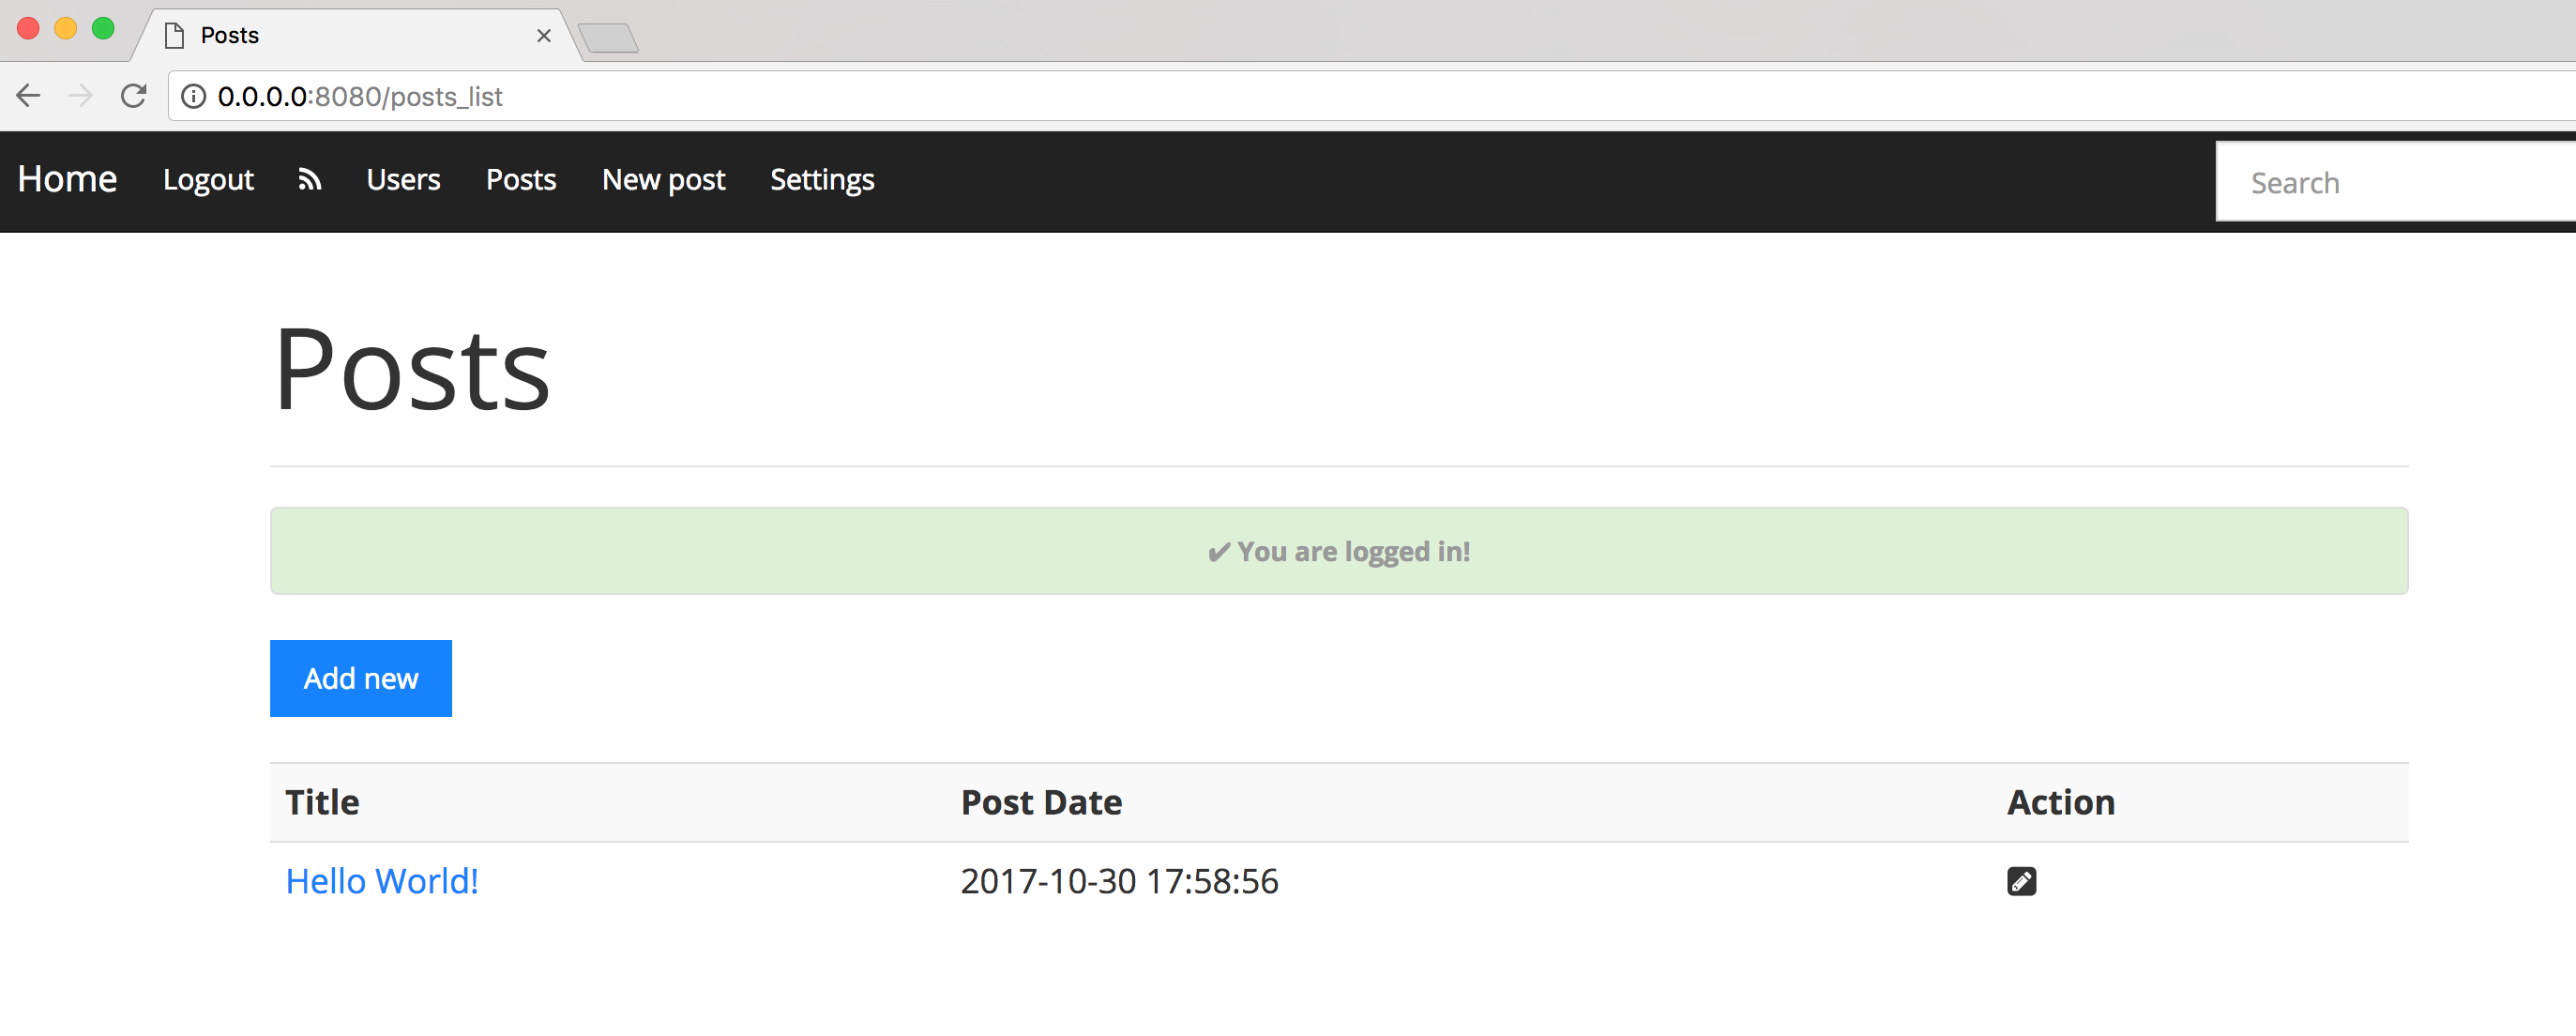 Posts
0.0.0.0:8080/posts_list
Home Logout Users Posts New post Settings Search
Posts
✔ You are logged in!
Add new
Title Post Date Action
Hello World! 2017-10-30 17:58:56